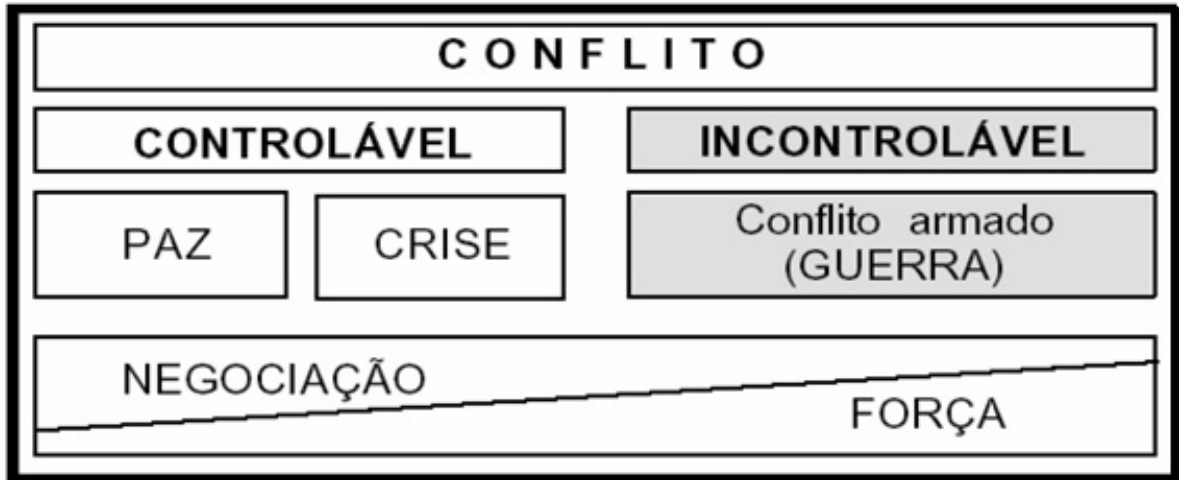 CONFLITO
CONTROLÁVEL
INCONTROLÁVEL
PAZ
CRISE
Conflito armado
(GUERRA)
NEGOCIAÇÃO
FORÇA